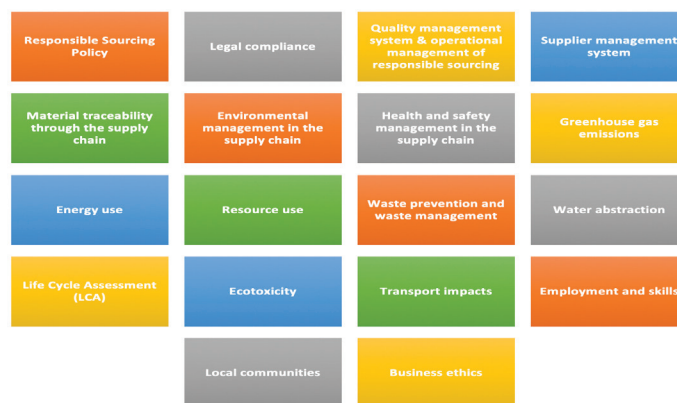 Responsible Sourcing
Policy
Legal compliance
Quality management
system & operational
management of
responsible sourcing
Supplier management
system
Material traceability
through the supply
chain
Environmental
management in the
supply chain
Health and safety
management in the
supply chain
Greenhouse gas
emissions
Energy use
Resource use
Waste prevention and
waste management
Water abstraction
Life Cycle Assessment
(LCA)
Ecotoxicity
Transport impacts
Employment and skills
Local communities
Business ethics